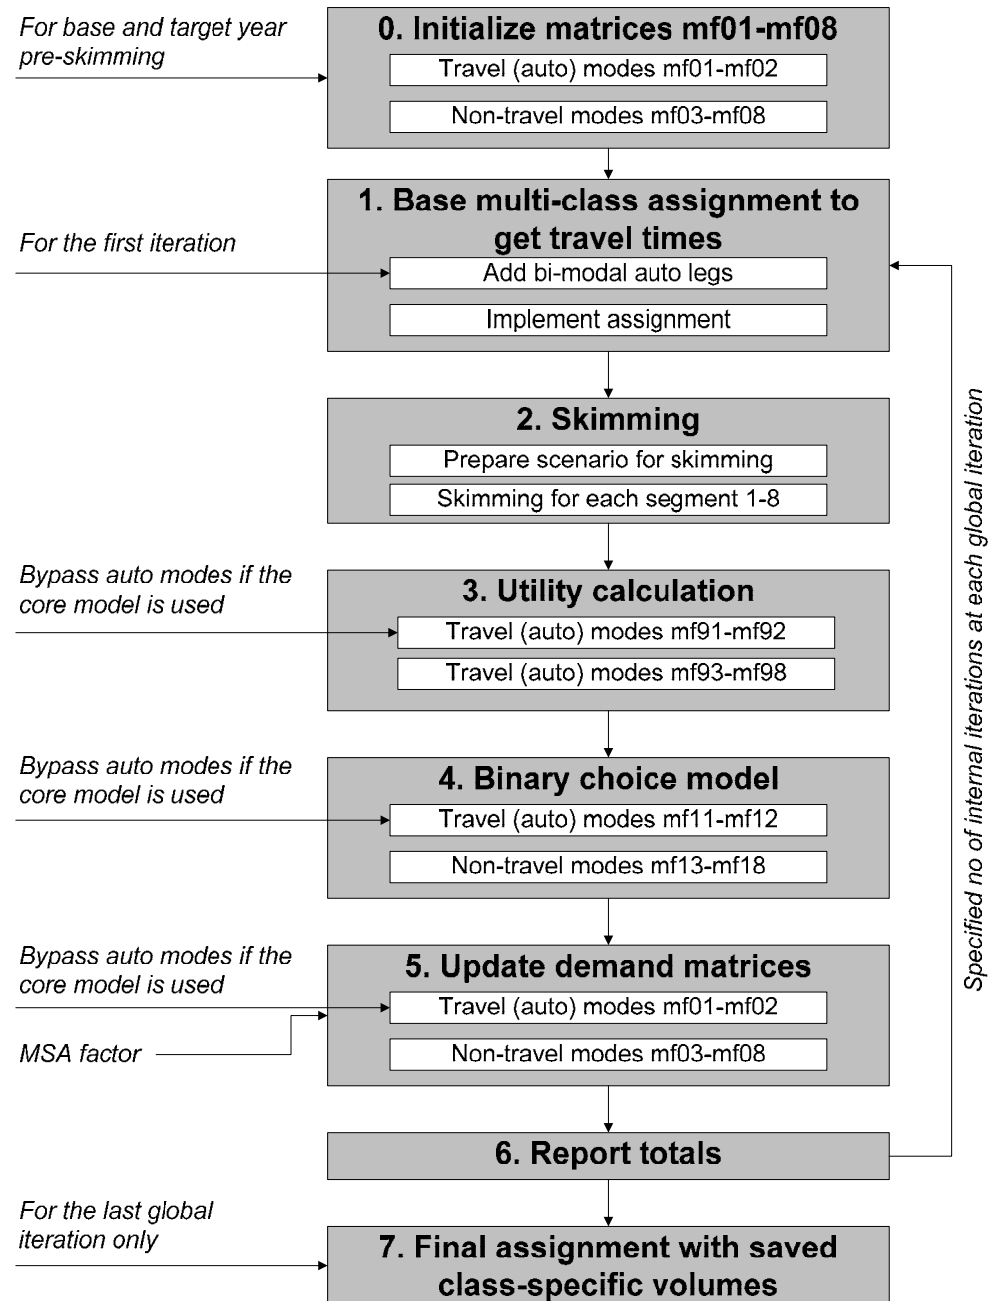 For base and target year
pre-skimming
0. Initialize matrices mf01-mf08
Travel (auto) modes mf01-mf02
Non-travel modes mf03-mf08
For the first iteration
1. Base multi-class assignment to
get travel times
Add bi-modal auto legs
Implement assignment
2. Skimming
Prepare scenario for skimming
Skimming for each segment 1-8
Bypass auto modes if the
core model is used
3. Utility calculation
Travel (auto) modes mf91-mf92
Travel (auto) modes mf93-mf98
Bypass auto modes if the
core model is used
4. Binary choice model
Travel (auto) modes mf11-mf12
Non-travel modes mf13-mf18
Bypass auto modes if the
core model is used
MSA factor
5. Update demand matrices
Travel (auto) modes mf01-mf02
Non-travel modes mf03-mf08
6. Report totals
For the last global
iteration only
7. Final assignment with saved
class-specific volumes
Specified no of internal iterations at each global iteration